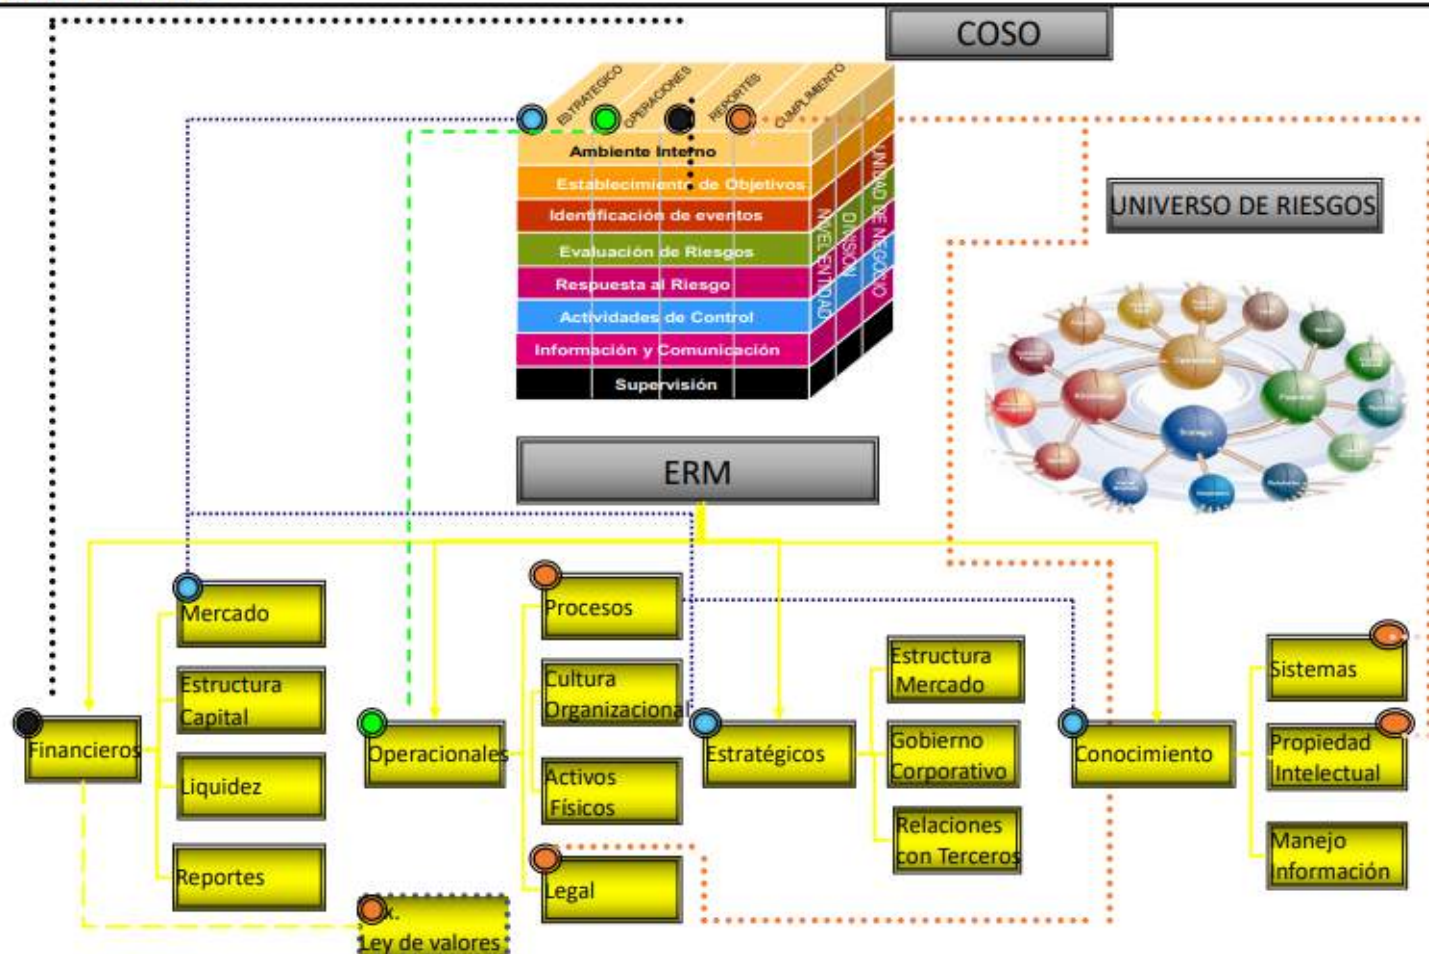 COSO
ESTRATEGICO
OPERACIONES
REPORTES
CUMPLIMIENTO
Ambiente Interno
Establecimiento de Objetivos
Identificación de eventos
Evaluación de Riesgos
Respuesta al Riesgo
Actividades de Control
Información y Comunicación
Supervisión
NIVEL ENTIDAD
DIVISION
UNIDAD DE NEGOCIO
UNIVERSO DE RIESGOS
ERM
Financieros
Mercado
Estructura
Capital
Liquidez
Reportes
Ley de valores
Operacionales
Procesos
Cultura
Organizacional
Activos
Físicos
Legal
Estratégicos
Estructura
Mercado
Gobierno
Corporativo
Relaciones
con Terceros
Conocimiento
Sistemas
Propiedad
Intelectual
Manejo
Información